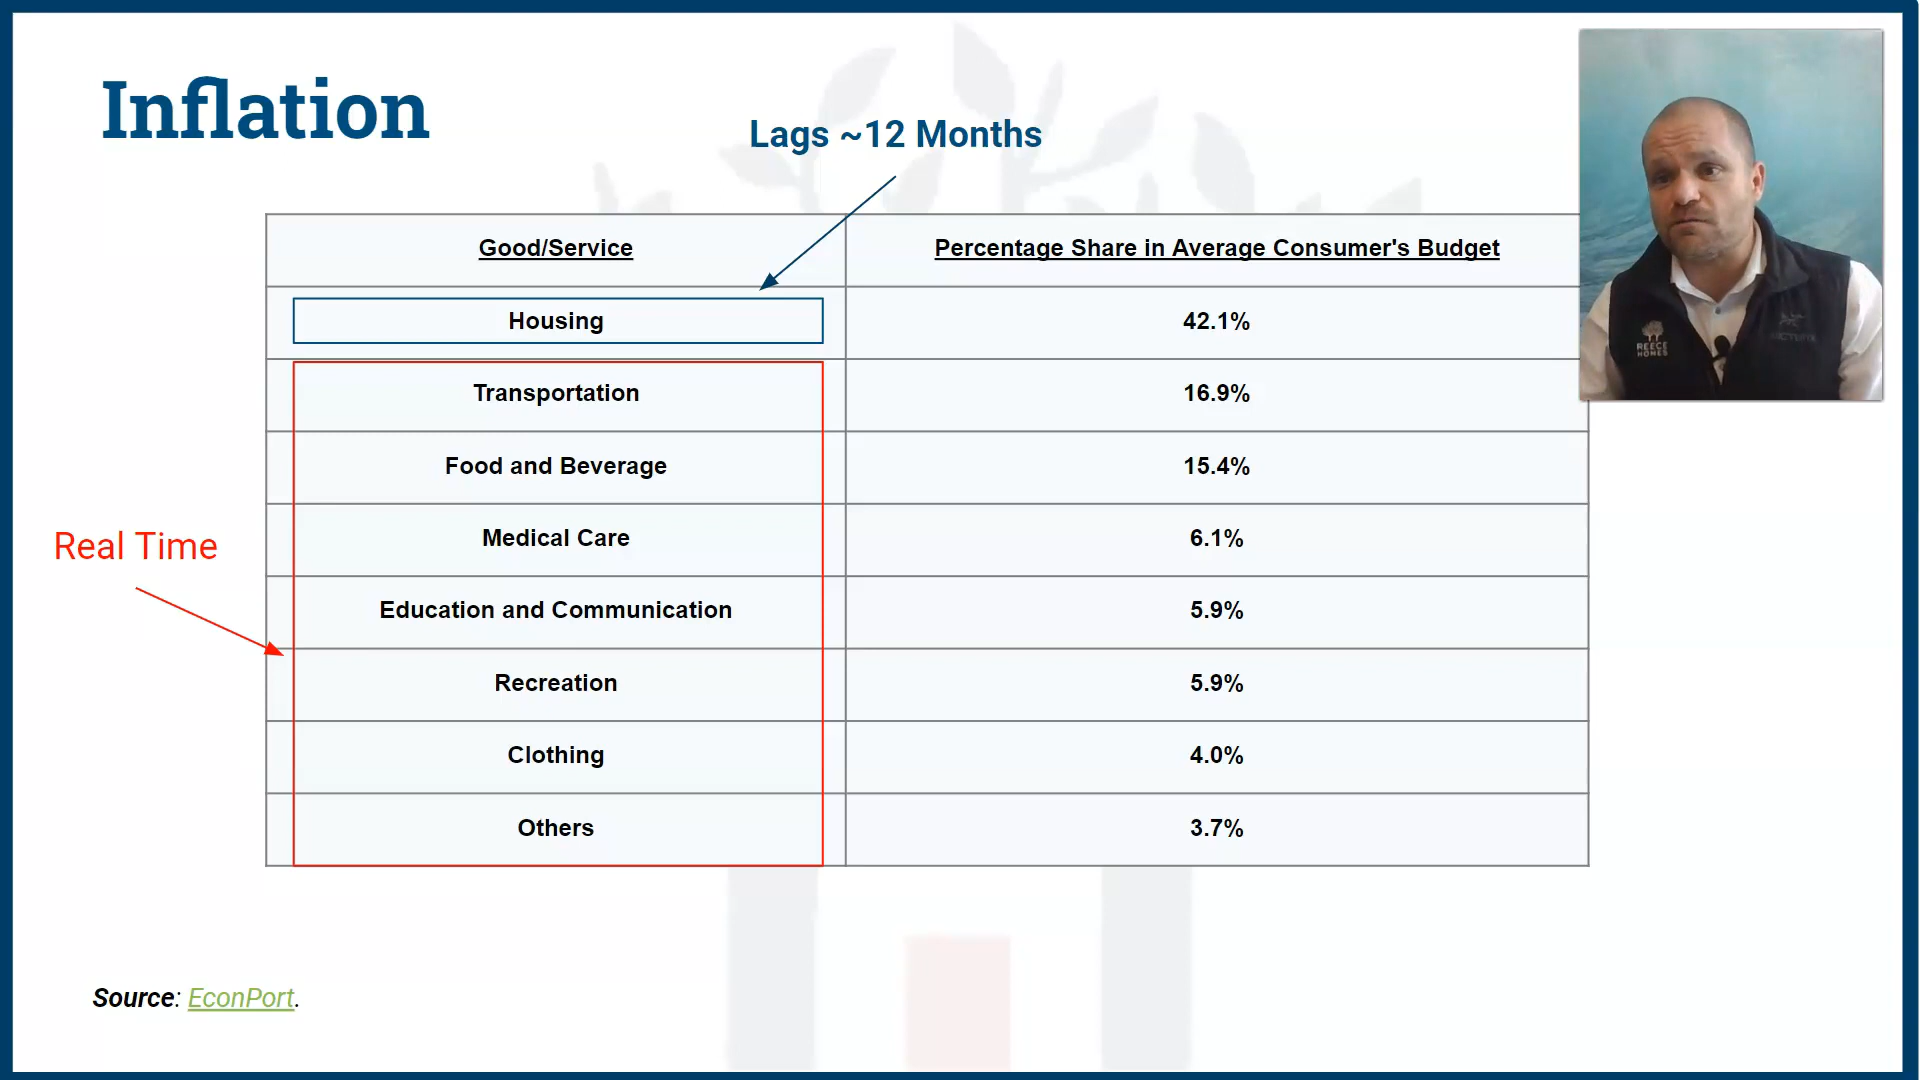 Inflation
Lags ~12 Months
Good/Service
Percentage Share in Average Consumer's Budget
Housing
42.1%
Transportation
16.9%
Food and Beverage
15.4%
Medical Care
6.1%
Real Time
Education and Communication
5.9%
Recreation
5.9%
Clothing
4.0%
Others
3.7%
Source: EconPort.
REECE
HOMES